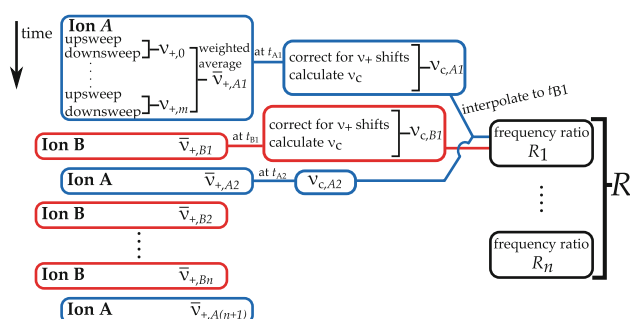 time
Ion A
upsweep
downsweep
ν+,0
. . . . .
upsweep
downsweep
ν+,m
weighted
average
ν̅+,A1
at tA1
correct for ν+ shifts
calculate νc
νc,A1
interpolate to tB1
Ion B ν̅+,B1
at tB1
correct for ν+ shifts
calculate νc
νc,B1
frequency ratio
R1
Ion A ν̅+,A2
at tA2
νc,A2
Ion B ν̅+,B2
R
Ion B ν̅+,Bn
frequency ratio
Rn
Ion A ν̅+,A(n+1)